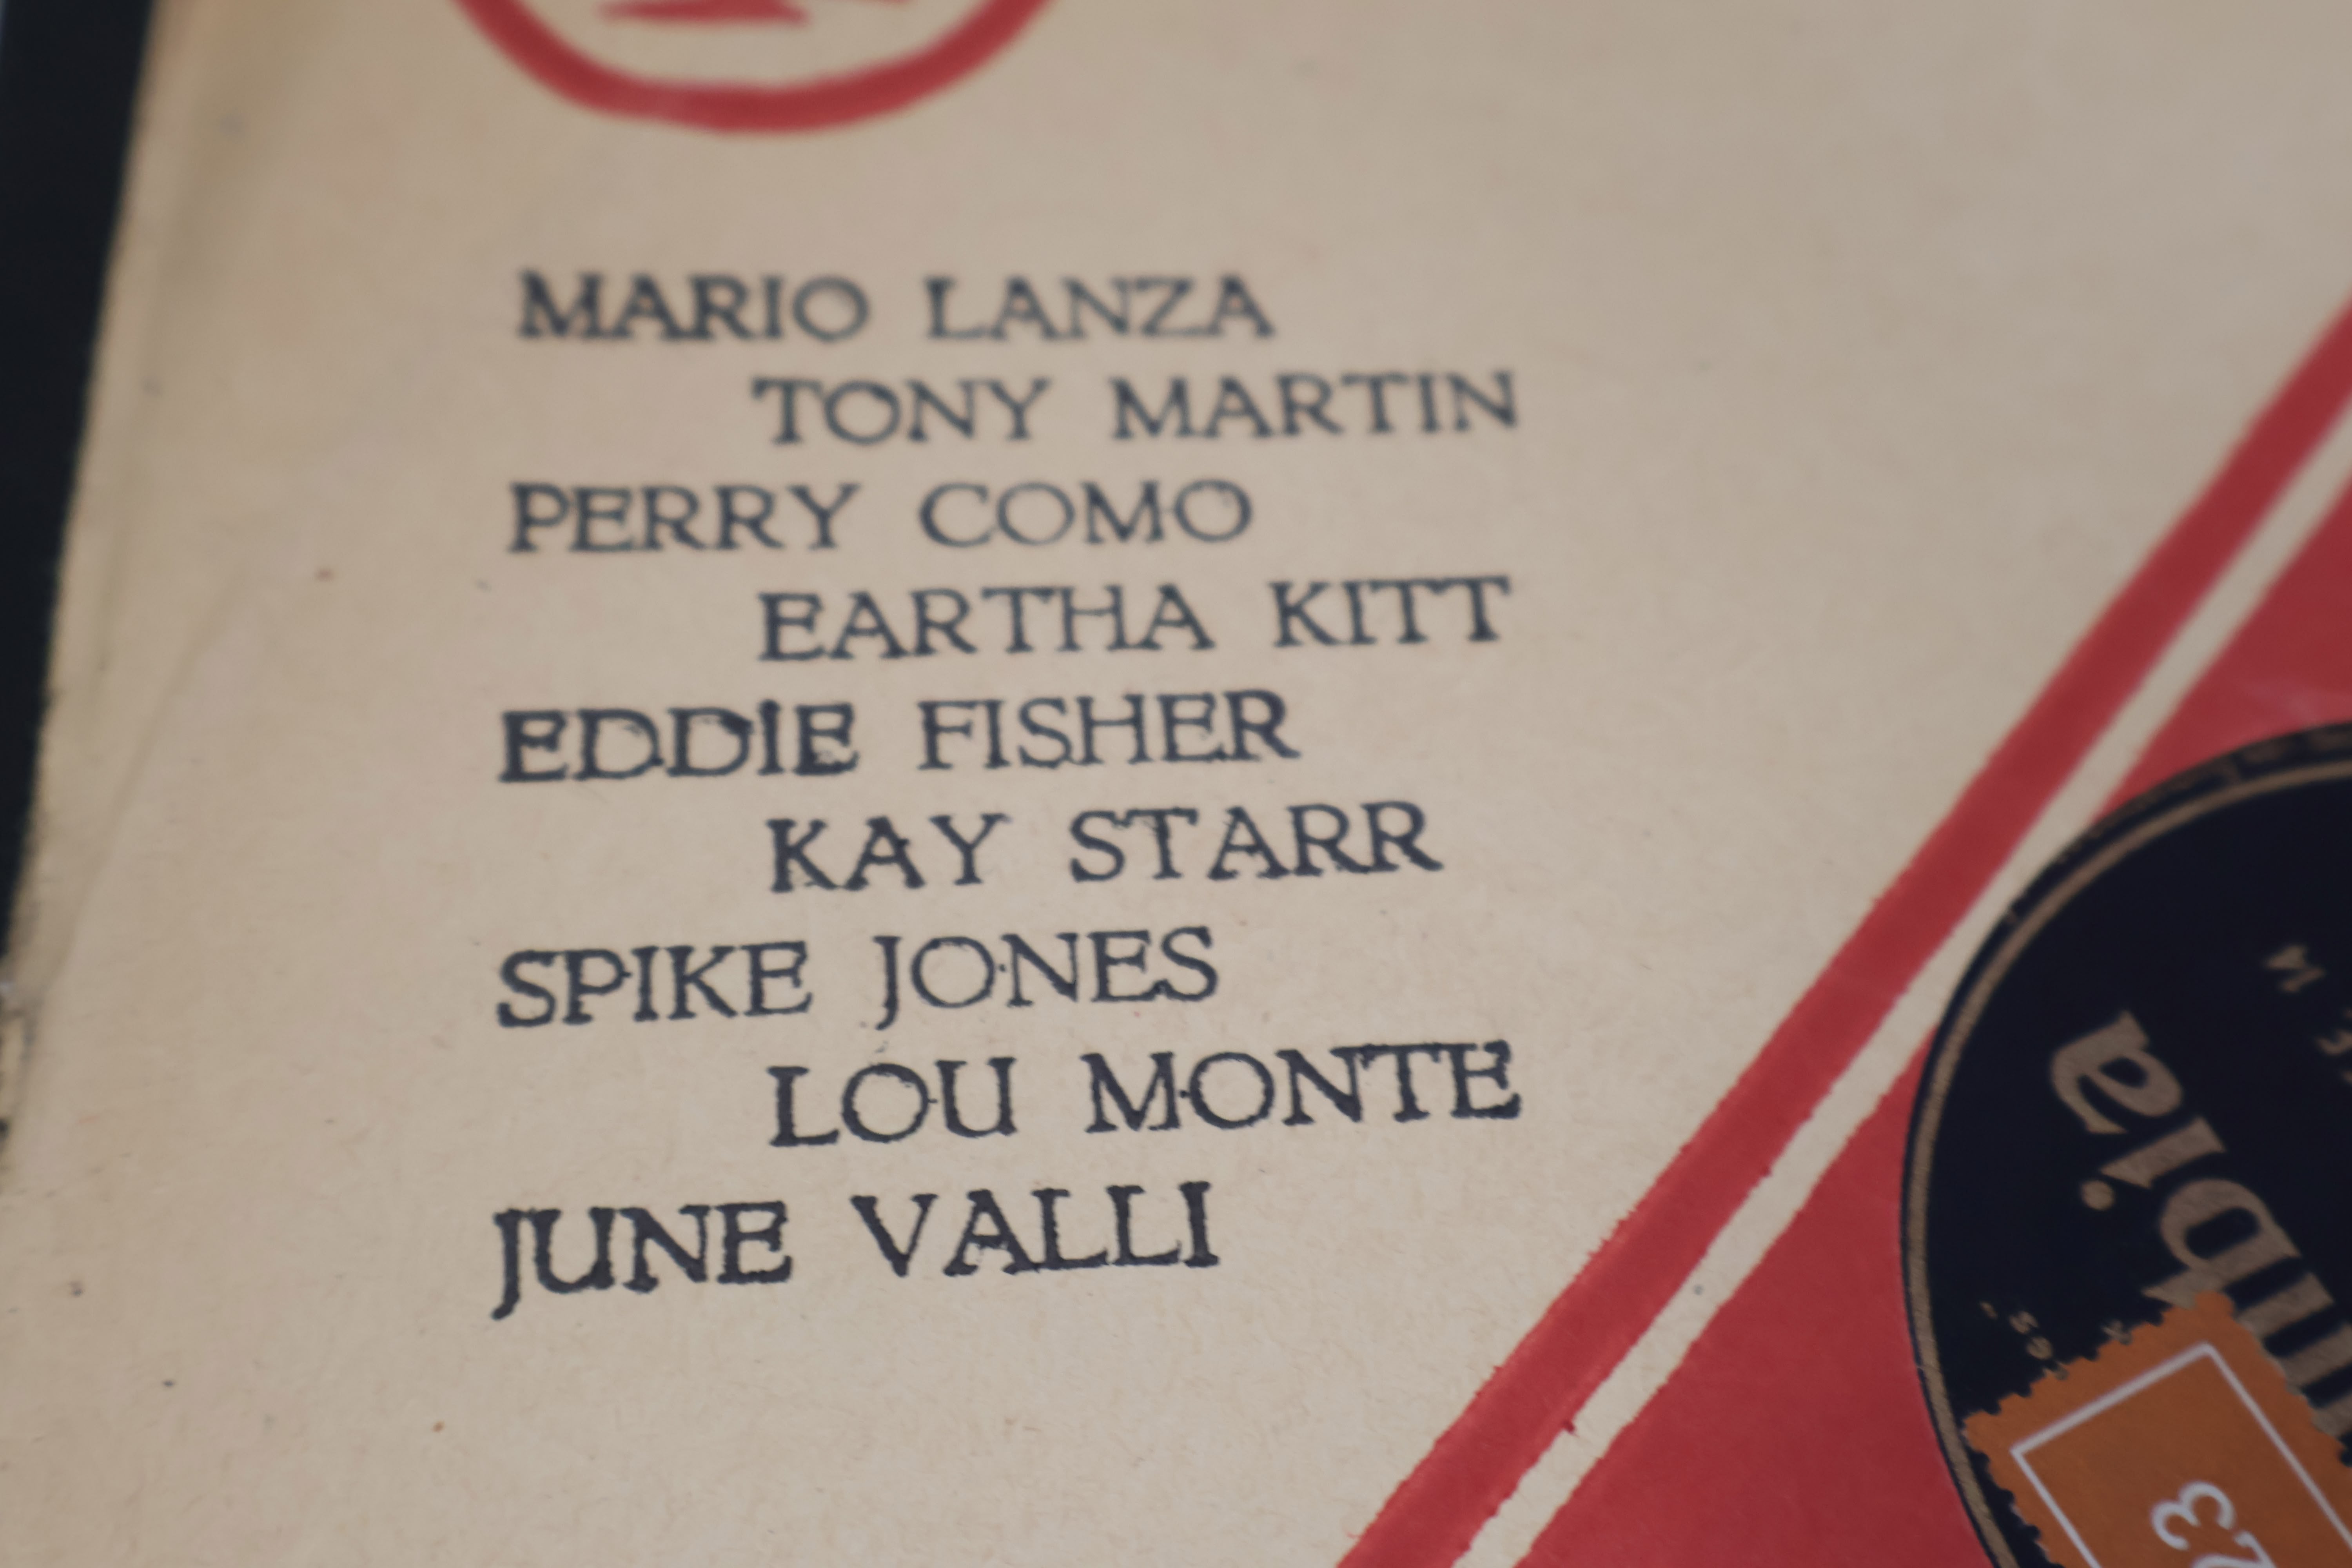 MARIO LANZA
TONY MARTIN
PERRY COMO
EARTHA KITT
EDDIE FISHER
KAY STARR
SPIKE JONES
LOU MONTE
JUNE VALLI